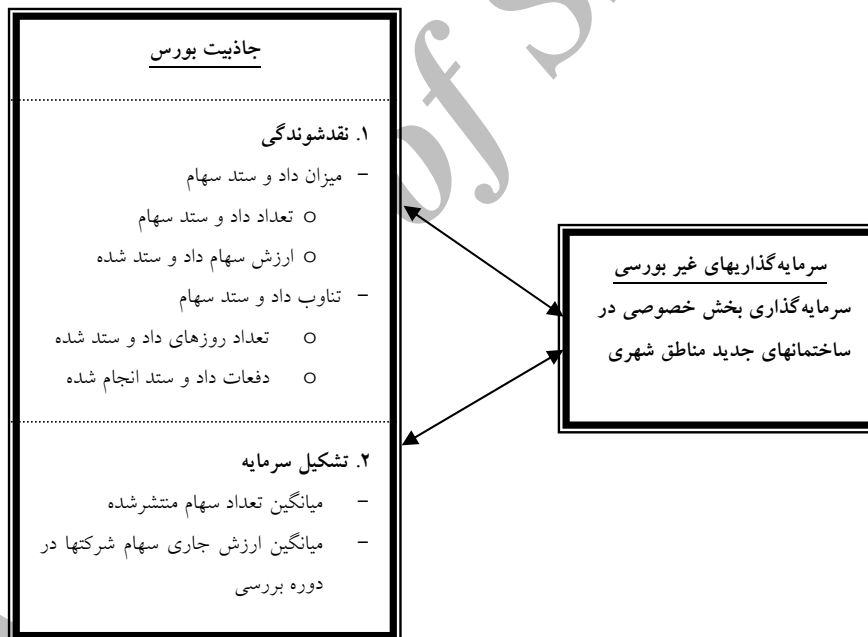 جاذبیت بورس
۱. نقدشوندگی
– میزان داد و ستد سهام
o تعداد داد و ستد سهام
o ارزش سهام داد و ستد شده
– تناوب داد و ستد سهام
o تعداد روزهای داد و ستد شده
o دفعات داد و ستد انجام شده
۲. تشکیل سرمایه
– میانگین تعداد سهام منتشرشده
– میانگین ارزش جاری سهام شرکتها در
دوره بررسی
سرمایه‌گذاریهای غیر بورسی
سرمایه‌گذاری بخش خصوصی در
ساختمانهای جدید مناطق شهری
of S